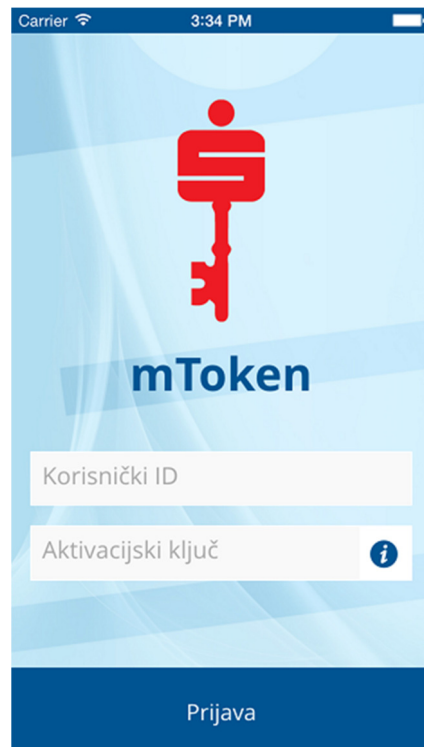 Carrier 3:34 PM
mToken
Korisnički ID
Aktivacijski ključ
Prijava